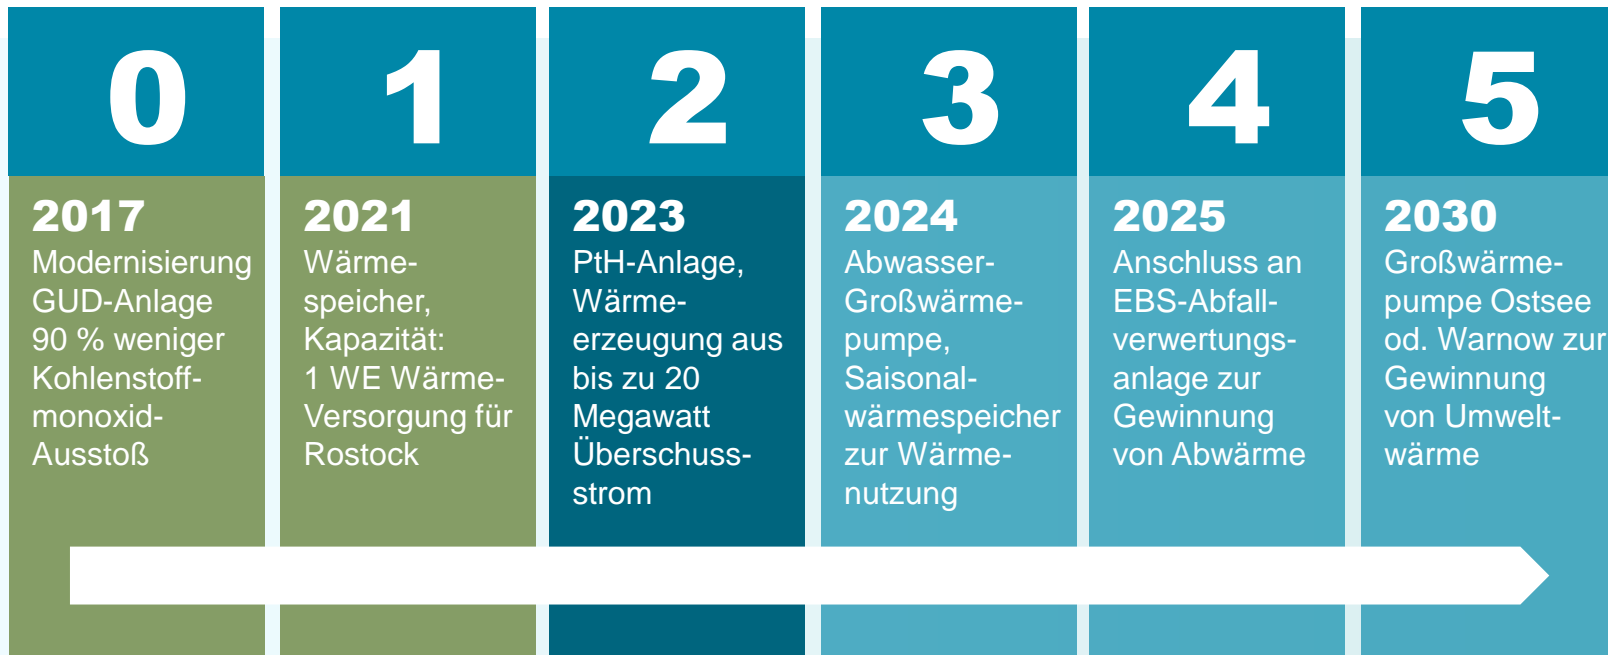 0
2017
Modernisierung
GUD-Anlage
90 % weniger
Kohlenstoff-
monoxid-
Ausstoß
1
2021
Wärme-
speicher,
Kapazität:
1 WE Wärme-
Versorgung für
Rostock
2
2023
PtH-Anlage,
Wärme-
erzeugung aus
bis zu 20
Megawatt
Überschuss-
strom
3
2024
Abwasser-
Großwärme-
pumpe,
Saisonal-
wärmespeicher
zur Wärme-
nutzung
4
2025
Anschluss an
EBS-Abfall-
verwertungs-
anlage zur
Gewinnung
von Abwärme
5
2030
Großwärme-
pumpe Ostsee
od. Warnow zur
Gewinnung
von Umwelt-
wärme